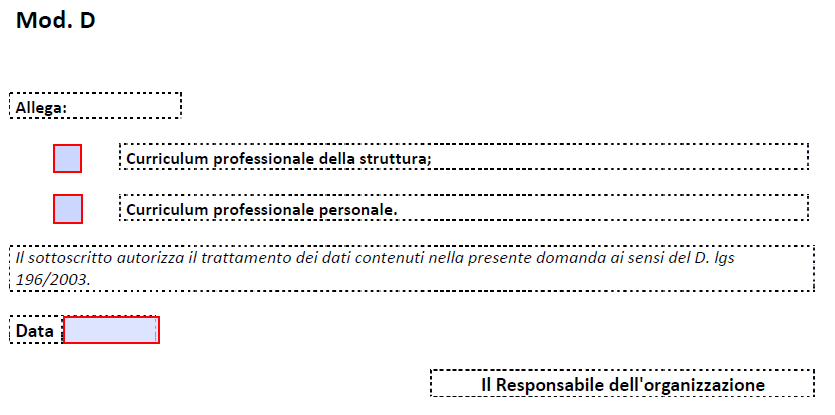 Mod. D
Allega:
Curriculum professionale della struttura;
Curriculum professionale personale.
Il sottoscritto autorizza il trattamento dei dati contenuti nella presente domanda ai sensi del D. lgs
196/2003.
Data
Il Responsabile dell'organizzazione